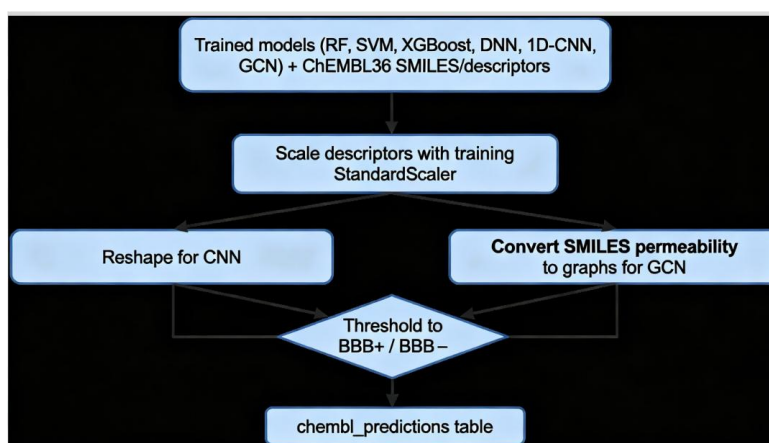 Trained models (RF, SVM, XGBoost, DNN, 1D-CNN,
GCN) + ChEMBL36 SMILES/descriptors
Scale descriptors with training
StandardScaler
Reshape for CNN
Convert SMILES permeability
to graphs for GCN
Threshold to
BBB+ / BBB–
chembl_predictions table